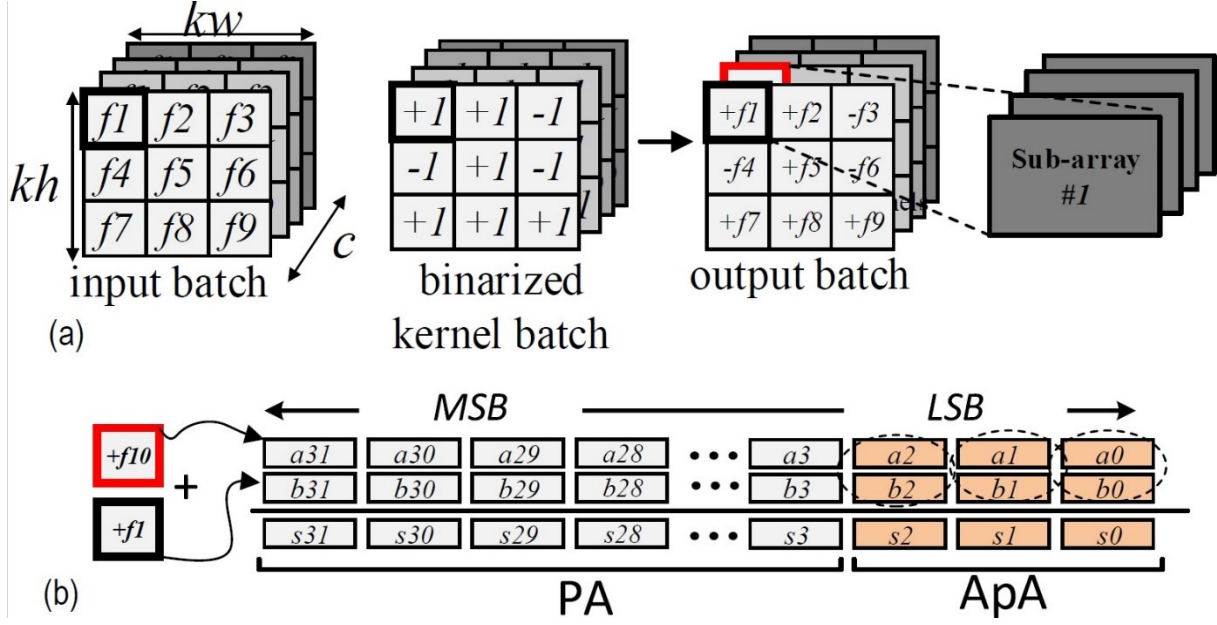 kw
f1 f2 f3
kh
f4 f5 f6
f7 f8 f9
c
input batch
+1 +1 -1
-1 +1 -1
+1 +1 +1
binarized
kernel batch
+f1 +f2 -f3
-f4 +f5 -f6
+f7 +f8 +f9
output batch
Sub-array
#1
(a)
MSB LSB
+f10
+
+f1
a31 a30 a29 a28 ••• a3 a2 a1 a0
b31 b30 b29 b28 ••• b3 b2 b1 b0
s31 s30 s29 s28 ••• s3 s2 s1 s0
PA ApA
(b)